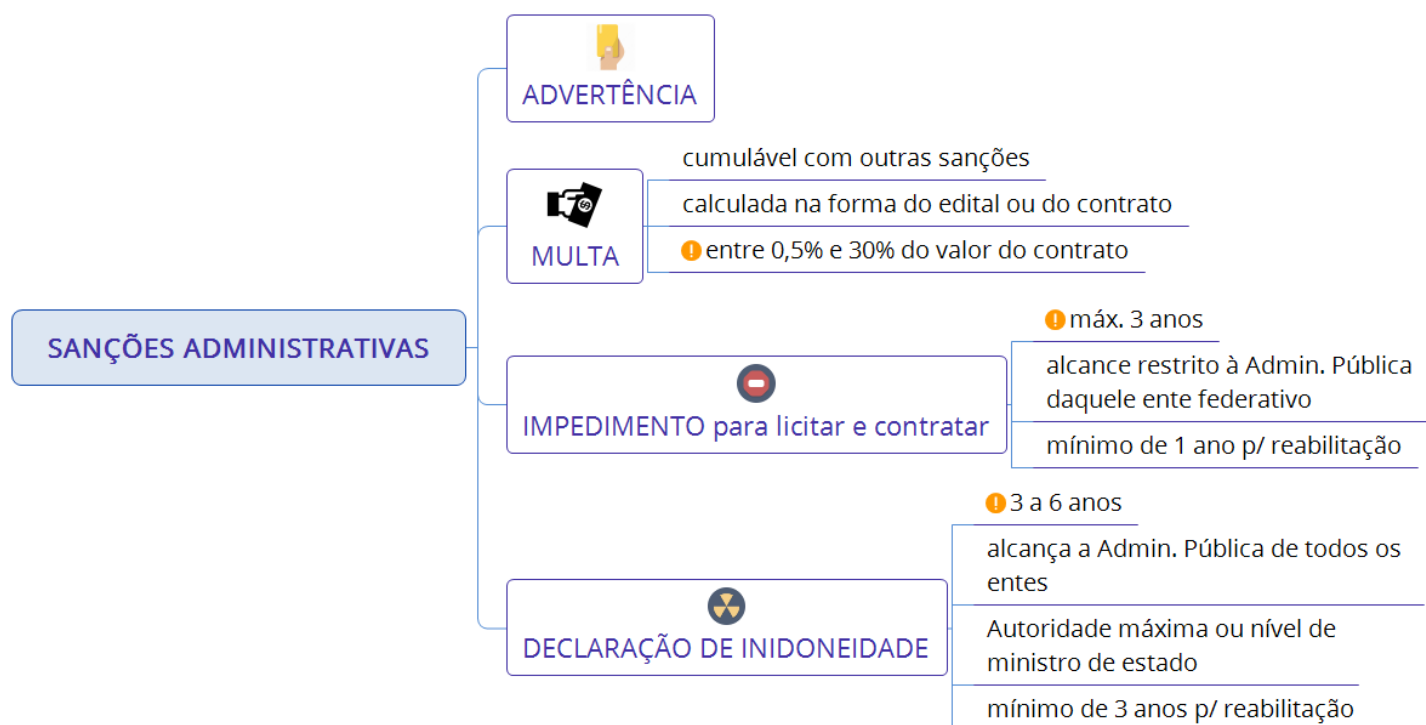 ADVERTÊNCIA
cumulável com outras sanções
calculada na forma do edital ou do contrato
MULTA
entre 0,5% e 30% do valor do contrato
SANÇÕES ADMINISTRATIVAS
máx. 3 anos
alcance restrito à Admin. Pública
daquele ente federativo
IMPEDIMENTO para licitar e contratar
mínimo de 1 ano p/ reabilitação
3 a 6 anos
alcança a Admin. Pública de todos os
entes
DECLARAÇÃO DE INIDONEIDADE
Autoridade máxima ou nível de
ministro de estado
mínimo de 3 anos p/ reabilitação